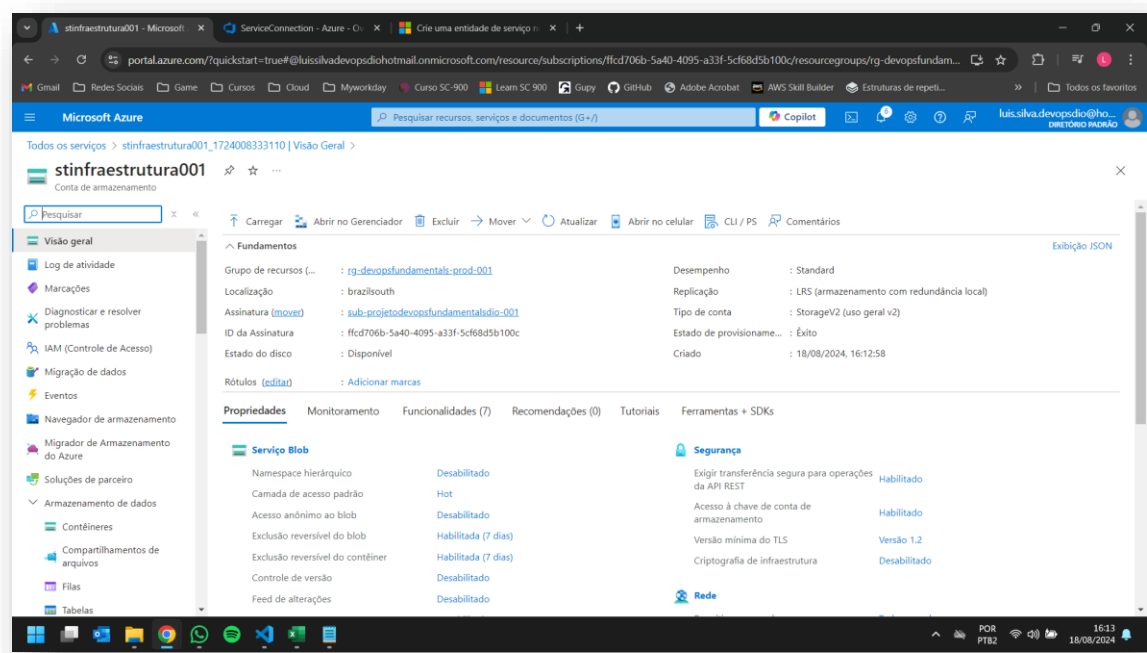 stinfraestrutura001 - Microsoft
ServiceConnection - Azure - Ov
Crie uma entidade de serviço n
portal.azure.com/?quickstart=true#@luissilvadevopsdiohotmail.onmicrosoft.com/resource/subscriptions/ffcd706b-5a40-4095-a33f-5cf68d5b100c/resourcegroups/rg-devopsfundam...
Gmail Redes Sociais Game Cursos Cloud Myworkday Curso SC-900 Learn SC 900 Gupy GitHub Adobe Acrobat AWS Skill Builder Estruturas de repeti... » Todos os favoritos
Microsoft Azure
Pesquisar recursos, serviços e documentos (G+/)
Copilot
6
luis.silva.devopsdio@ho...
DIRETÓRIO PADRÃO
Todos os serviços > stinfraestrutura001_1724008333110 | Visão Geral >
stinfraestrutura001
Conta de armazenamento
Pesquisar
Visão geral
Log de atividade
Marcações
Diagnosticar e resolver
problemas
IAM (Controle de Acesso)
Migração de dados
Eventos
Navegador de armazenamento
Migrador de Armazenamento
do Azure
Soluções de parceiro
Armazenamento de dados
Contêineres
Compartilhamentos de
arquivos
Filas
Tabelas
Carregar Abrir no Gerenciador Excluir Mover Atualizar Abrir no celular CLI / PS Comentários
Fundamentos
Exibição JSON
Grupo de recursos (... : rg-devopsfundamentals-prod-001
Localização : brazilsouth
Assinatura (mover) : sub-projetodevopsfundamentalsdio-001
ID da Assinatura : ffcd706b-5a40-4095-a33f-5cf68d5b100c
Estado do disco : Disponível
Rótulos (editar) : Adicionar marcas
Desempenho : Standard
Replicação : LRS (armazenamento com redundância local)
Tipo de conta : StorageV2 (uso geral v2)
Estado de provisioname... : Êxito
Criado : 18/08/2024, 16:12:58
Propriedades Monitoramento Funcionalidades (7) Recomendações (0) Tutoriais Ferramentas + SDKs
Serviço Blob
Namespace hierárquico Desabilitado
Camada de acesso padrão Hot
Acesso anônimo ao blob Desabilitado
Exclusão reversível do blob Habilitada (7 dias)
Exclusão reversível do contêiner Habilitada (7 dias)
Controle de versão Desabilitado
Feed de alterações Desabilitado
Segurança
Exigir transferência segura para operações
da API REST Habilitado
Acesso à chave de conta de
armazenamento Habilitado
Versão mínima do TLS Versão 1.2
Criptografia de infraestrutura Desabilitado
Rede
POR
PTB2
16:13
18/08/2024